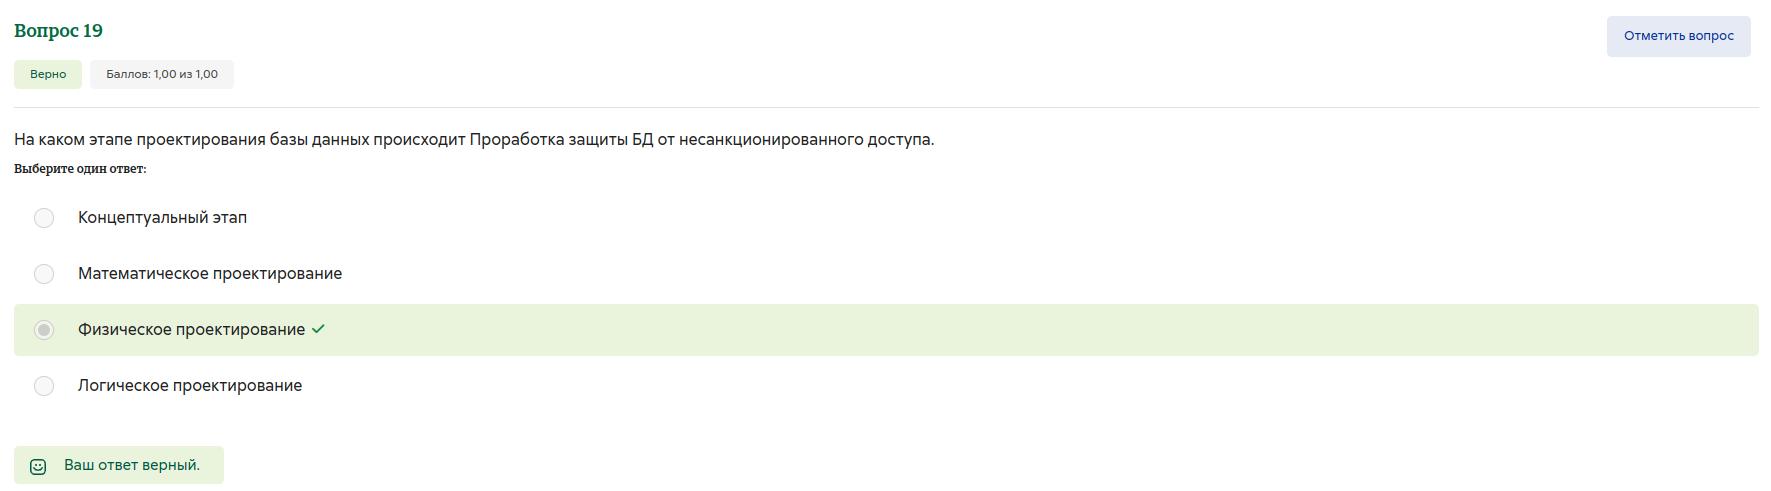 Вопрос 19
Отметить вопрос
Верно
Баллов: 1,00 из 1,00
На каком этапе проектирования базы данных происходит Проработка защиты БД от несанкционированного доступа.
Выберите один ответ:
Концептуальный этап
Математическое проектирование
Физическое проектирование
Логическое проектирование
Ваш ответ верный.